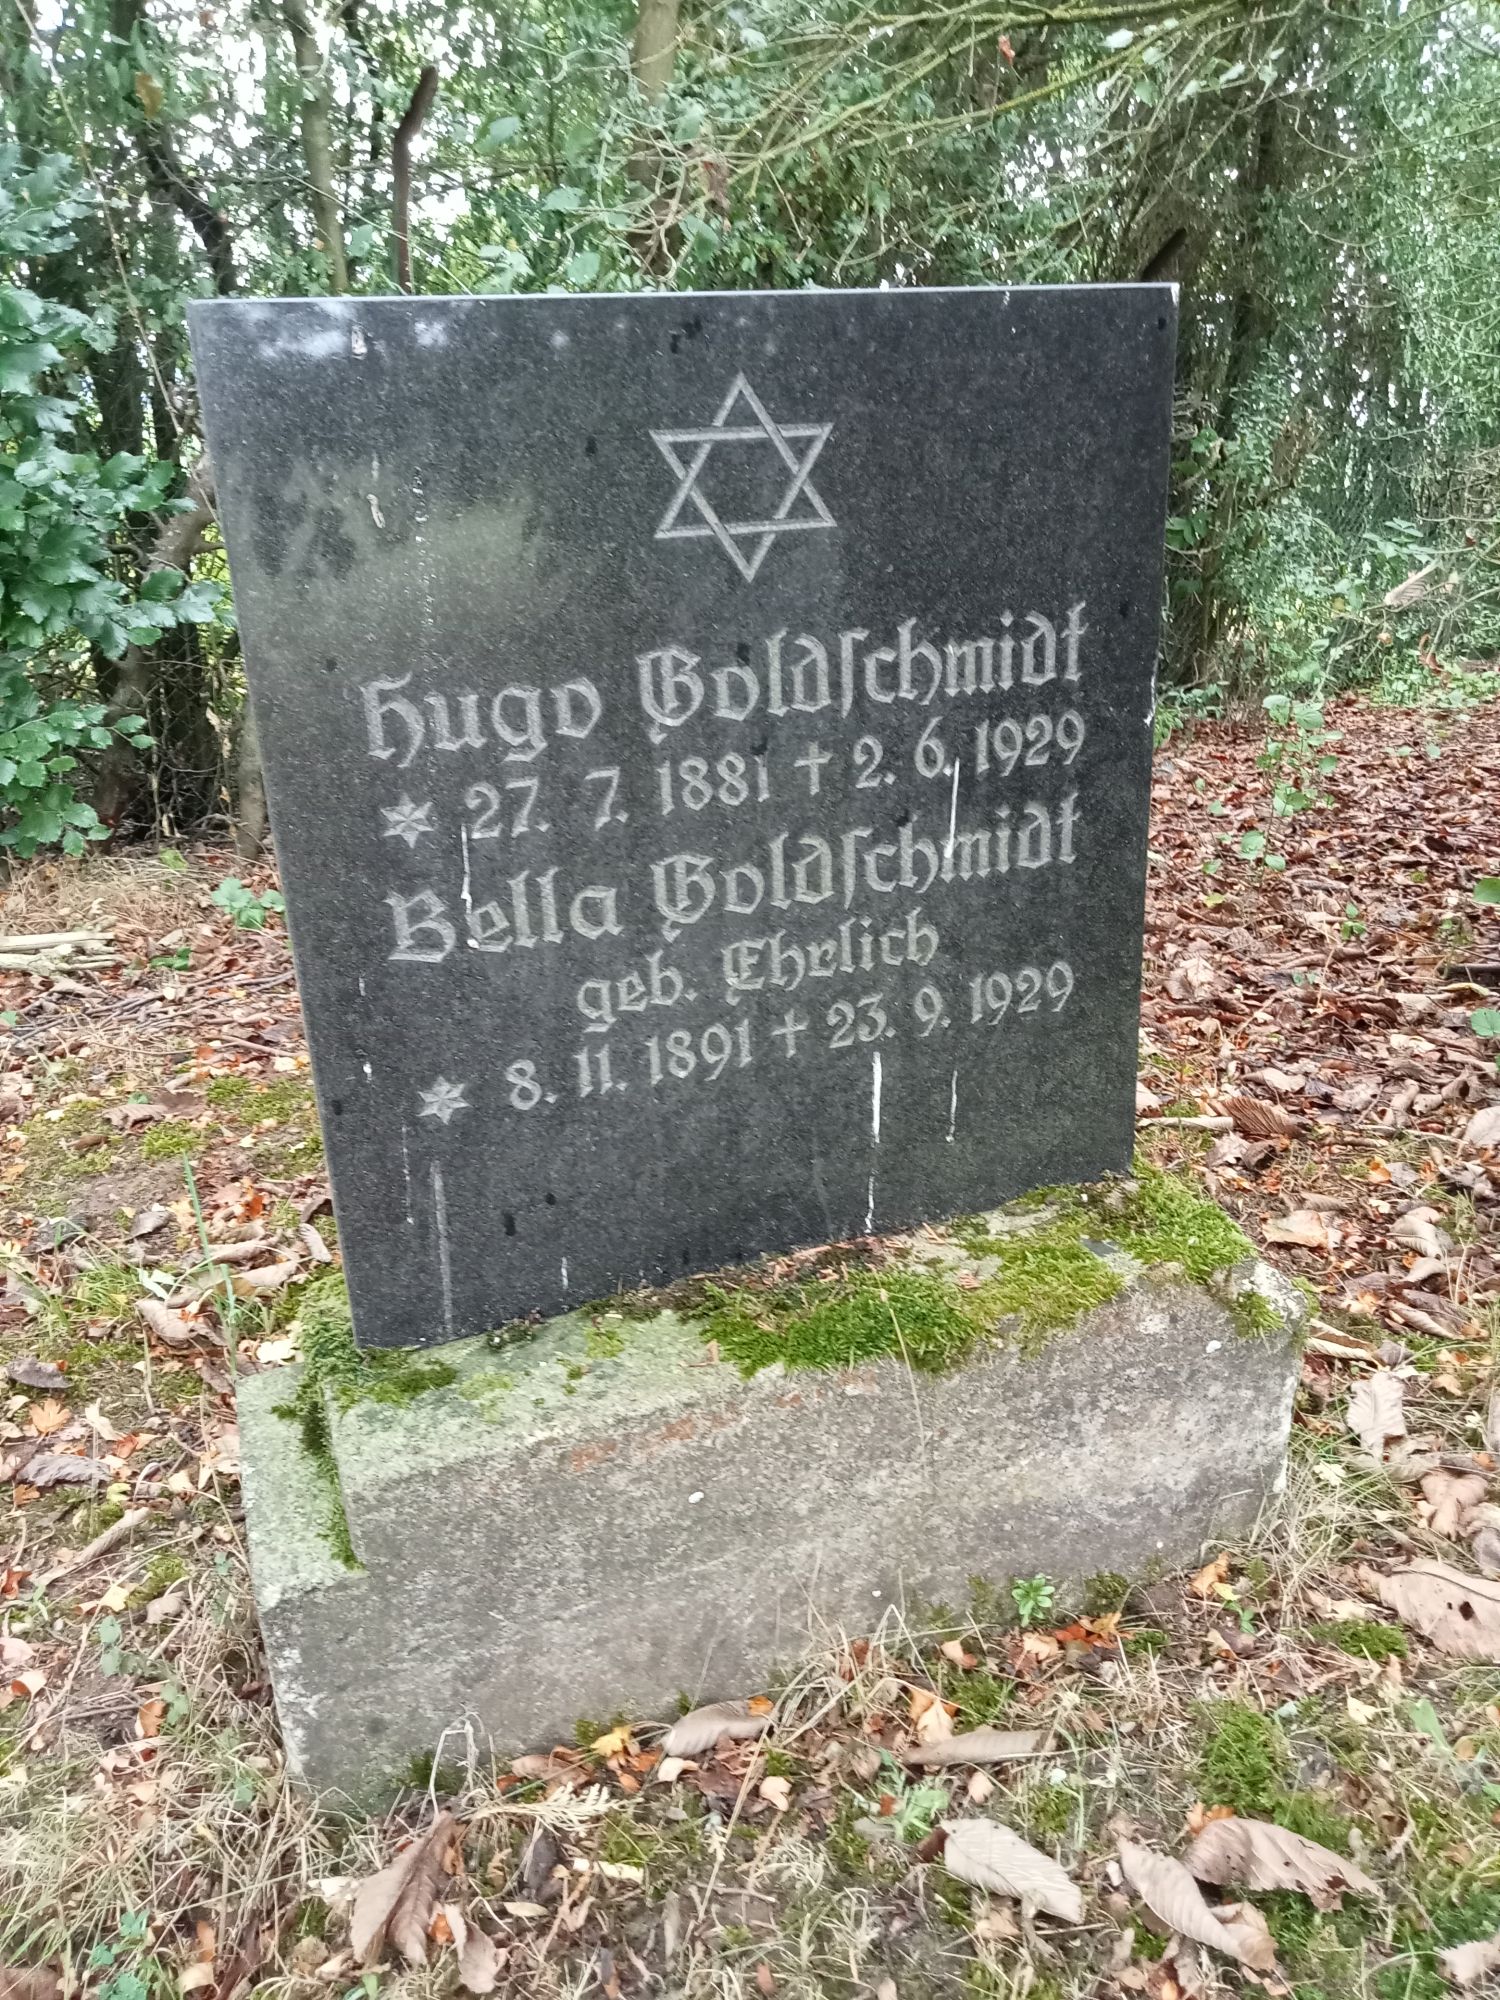 Hugo Goldschmidt
* 27. 7. 1881 † 2. 6. 1929
Bella Goldschmidt
geb. Ehrlich
* 8. 11. 1891 † 23. 9. 1929